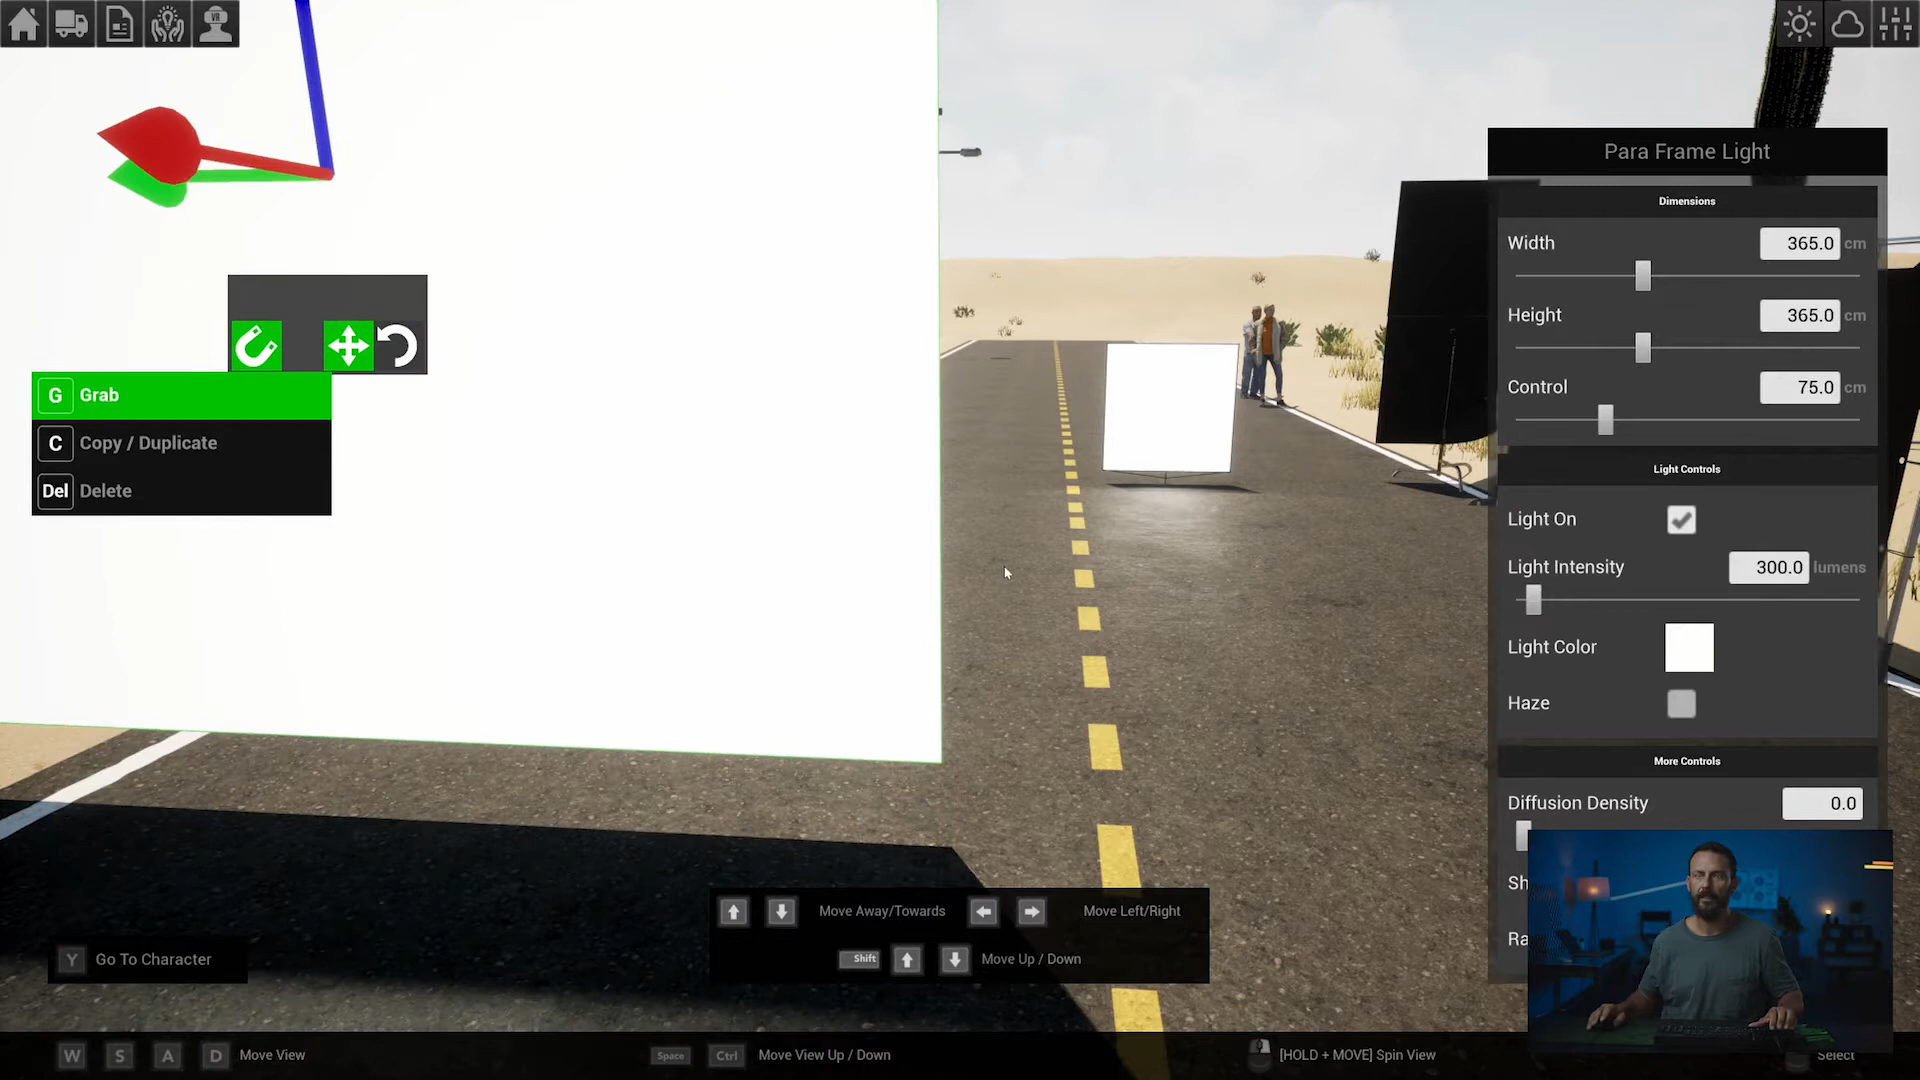 VR
Para Frame Light
Dimensions
Width 365.0 cm
Height 365.0 cm
Control 75.0 cm
Light Controls
Light On
Light Intensity 300.0 lumens
Light Color
Haze
More Controls
Diffusion Density 0.0
Sh
Ra
G Grab
C Copy / Duplicate
Del Delete
Move Away/Towards Move Left/Right
Shift Move Up / Down
Y Go To Character
W S A D Move View
Space Ctrl Move View Up / Down
[HOLD + MOVE] Spin View
Select